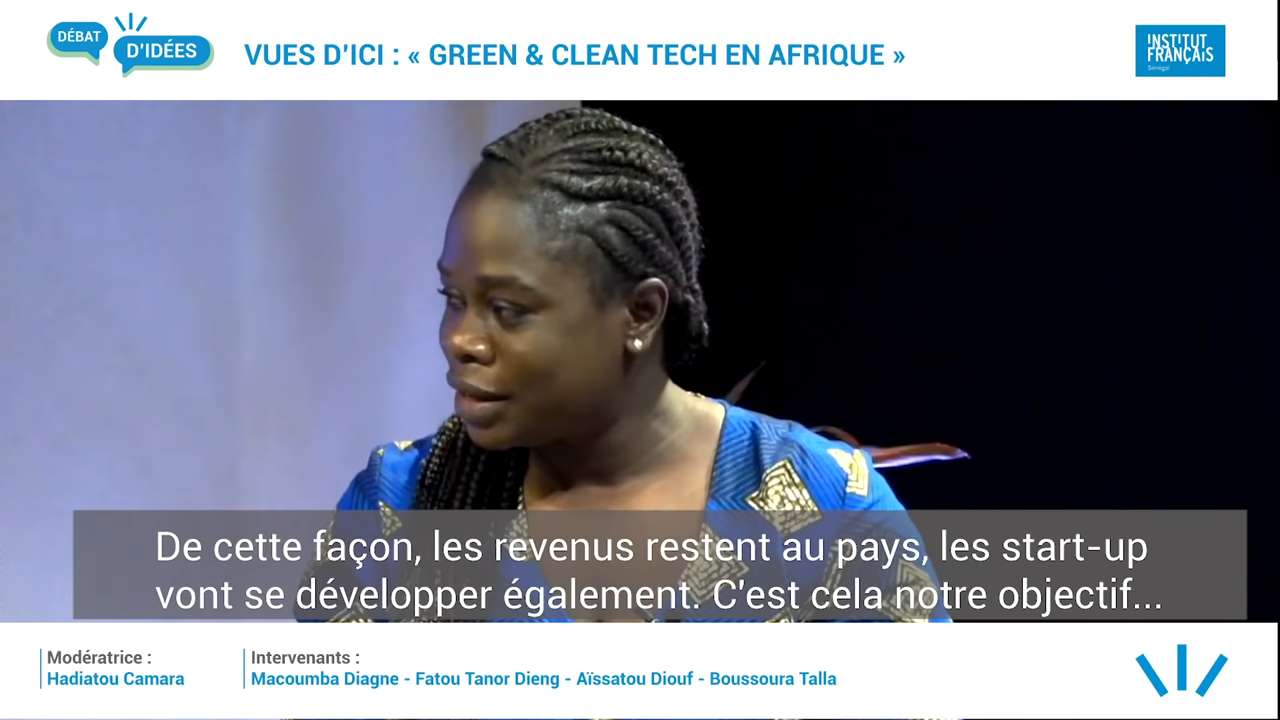 DÉBAT
D'IDÉES
VUES D'ICI : « GREEN & CLEAN TECH EN AFRIQUE »
INSTITUT
FRANÇAIS
Sénégal
De cette façon, les revenus restent au pays, les start-up
vont se développer également. C'est cela notre objectif...
Modératrice :
Hadiatou Camara
Intervenants :
Macoumba Diagne - Fatou Tanor Dieng - Aïssatou Diouf - Boussoura Talla